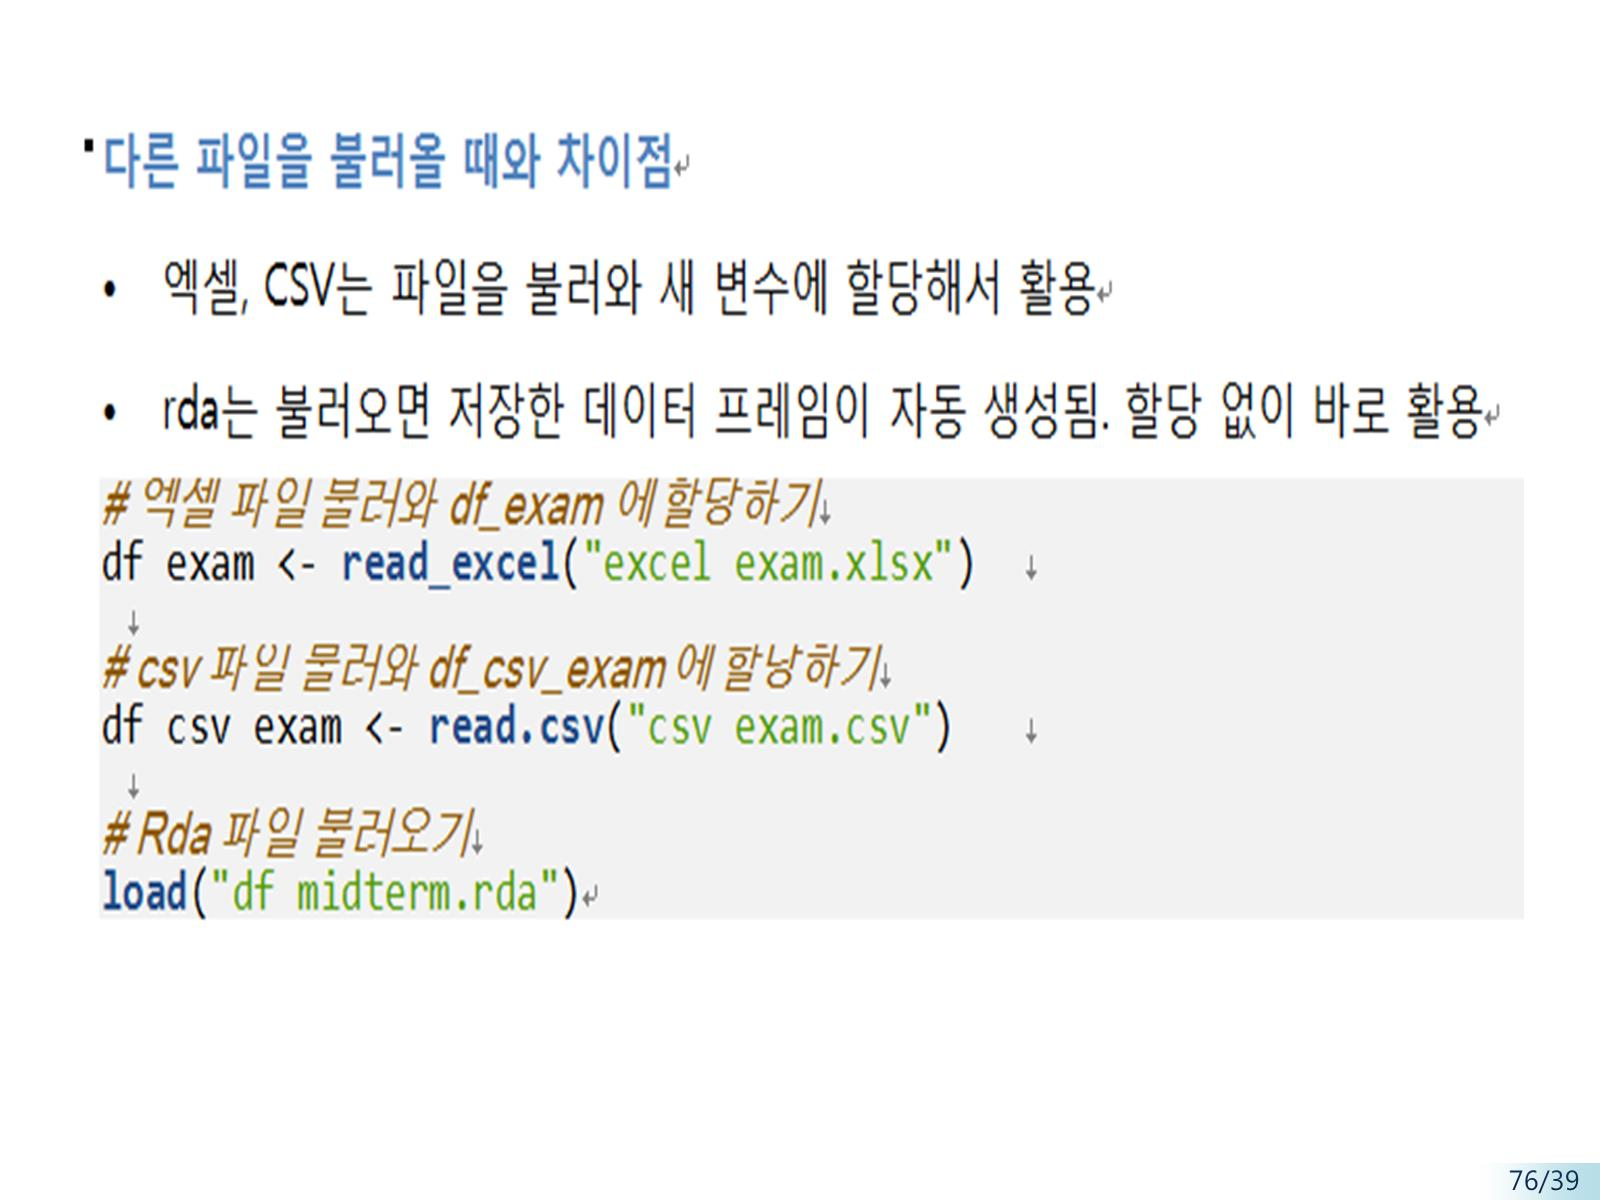 다른 파일을 불러올 때와 차이점↵
• 엑셀, CSV는 파일을 불러와 새 변수에 할당해서 활용↵
• rda는 불러오면 저장한 데이터 프레임이 자동 생성됨. 할당 없이 바로 활용↵
# 엑셀 파일 불러와 df_exam 에 할당하기↓
df exam <- read_excel("excel exam.xlsx") ↓
↓
# csv 파일 불러와 df_csv_exam 에 할당하기↓
df csv exam <- read.csv("csv exam.csv") ↓
↓
# Rda 파일 불러오기↓
load("df midterm.rda")↵
76/39